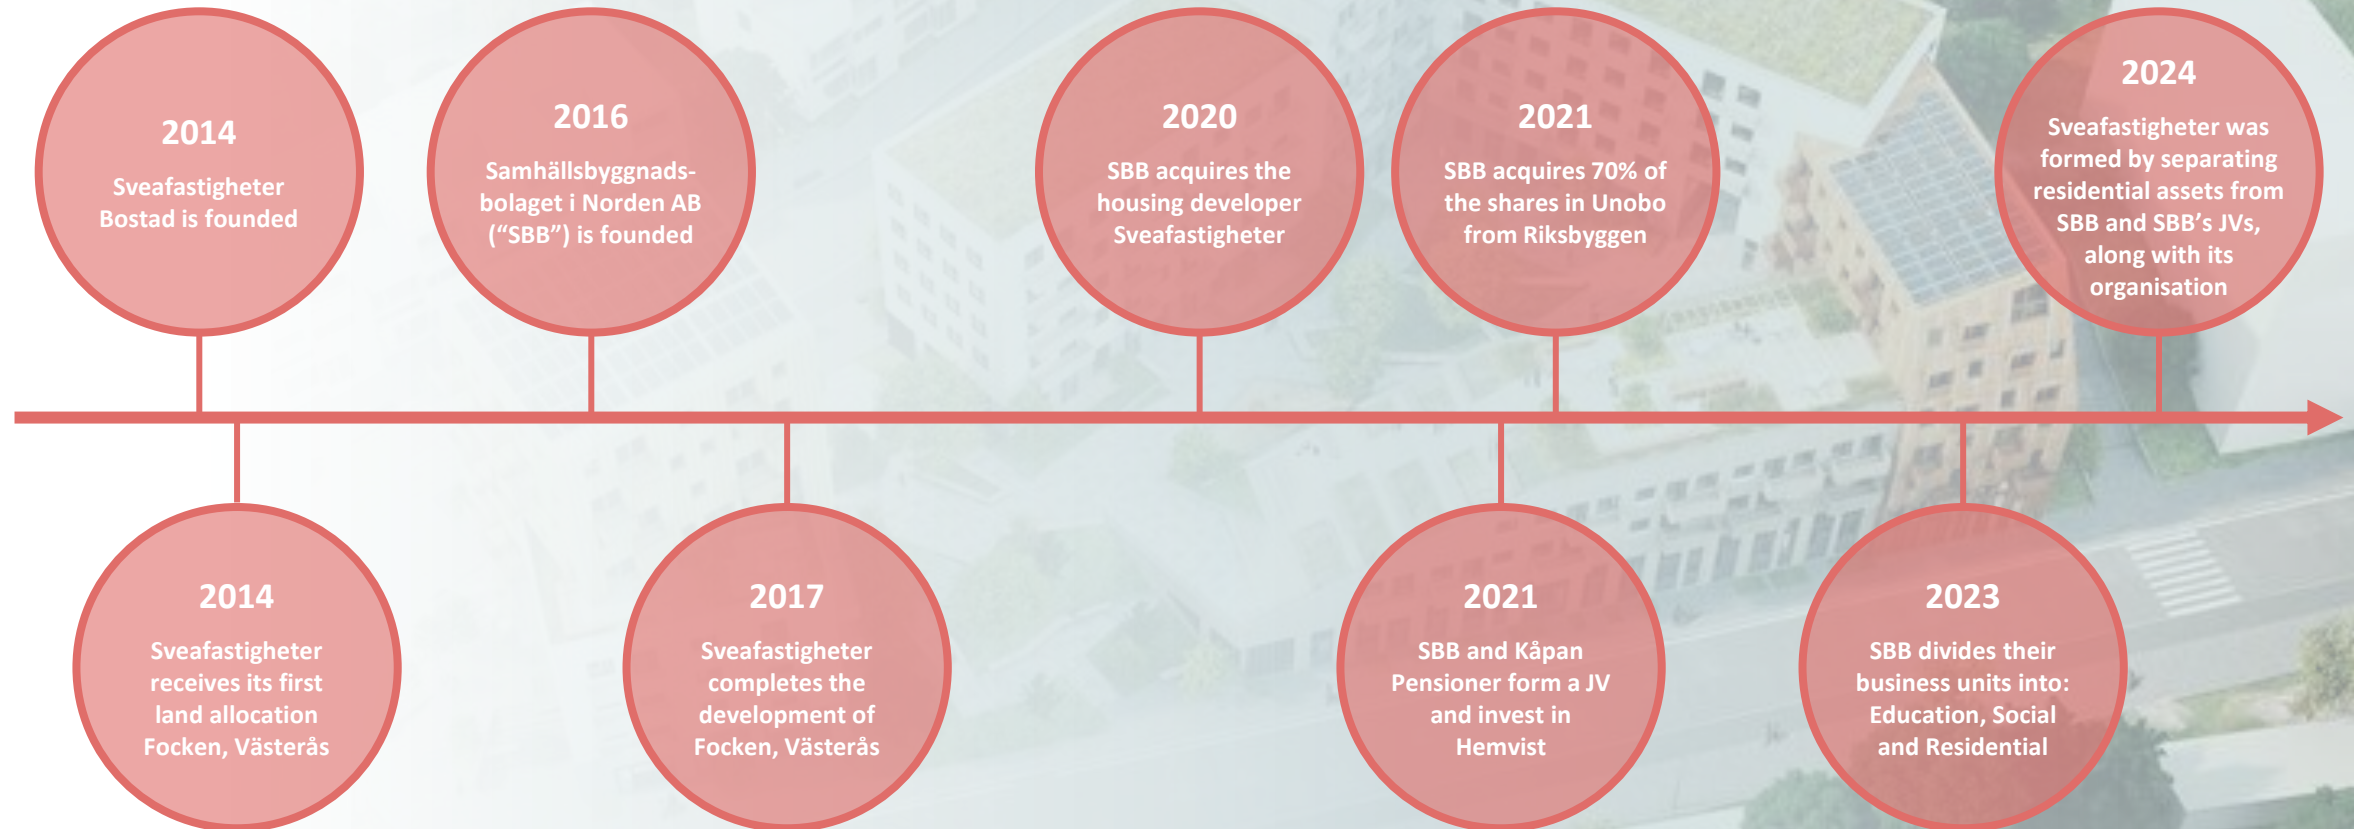 2014
Sveafastigheter
Bostad is founded
2016
Samhällsbyggnads-
bolaget i Norden AB
(“SBB”) is founded
2020
SBB acquires the
housing developer
Sveafastigheter
2021
SBB acquires 70% of
the shares in Unobo
from Riksbyggen
2024
Sveafastigheter was
formed by separating
residential assets from
SBB and SBB’s JVs,
along with its
organisation
2014
Sveafastigheter
receives its first
land allocation
Focken, Västerås
2017
Sveafastigheter
completes the
development of
Focken, Västerås
2021
SBB and Kåpan
Pensioner form a JV
and invest in
Hemvist
2023
SBB divides their
business units into:
Education, Social
and Residential